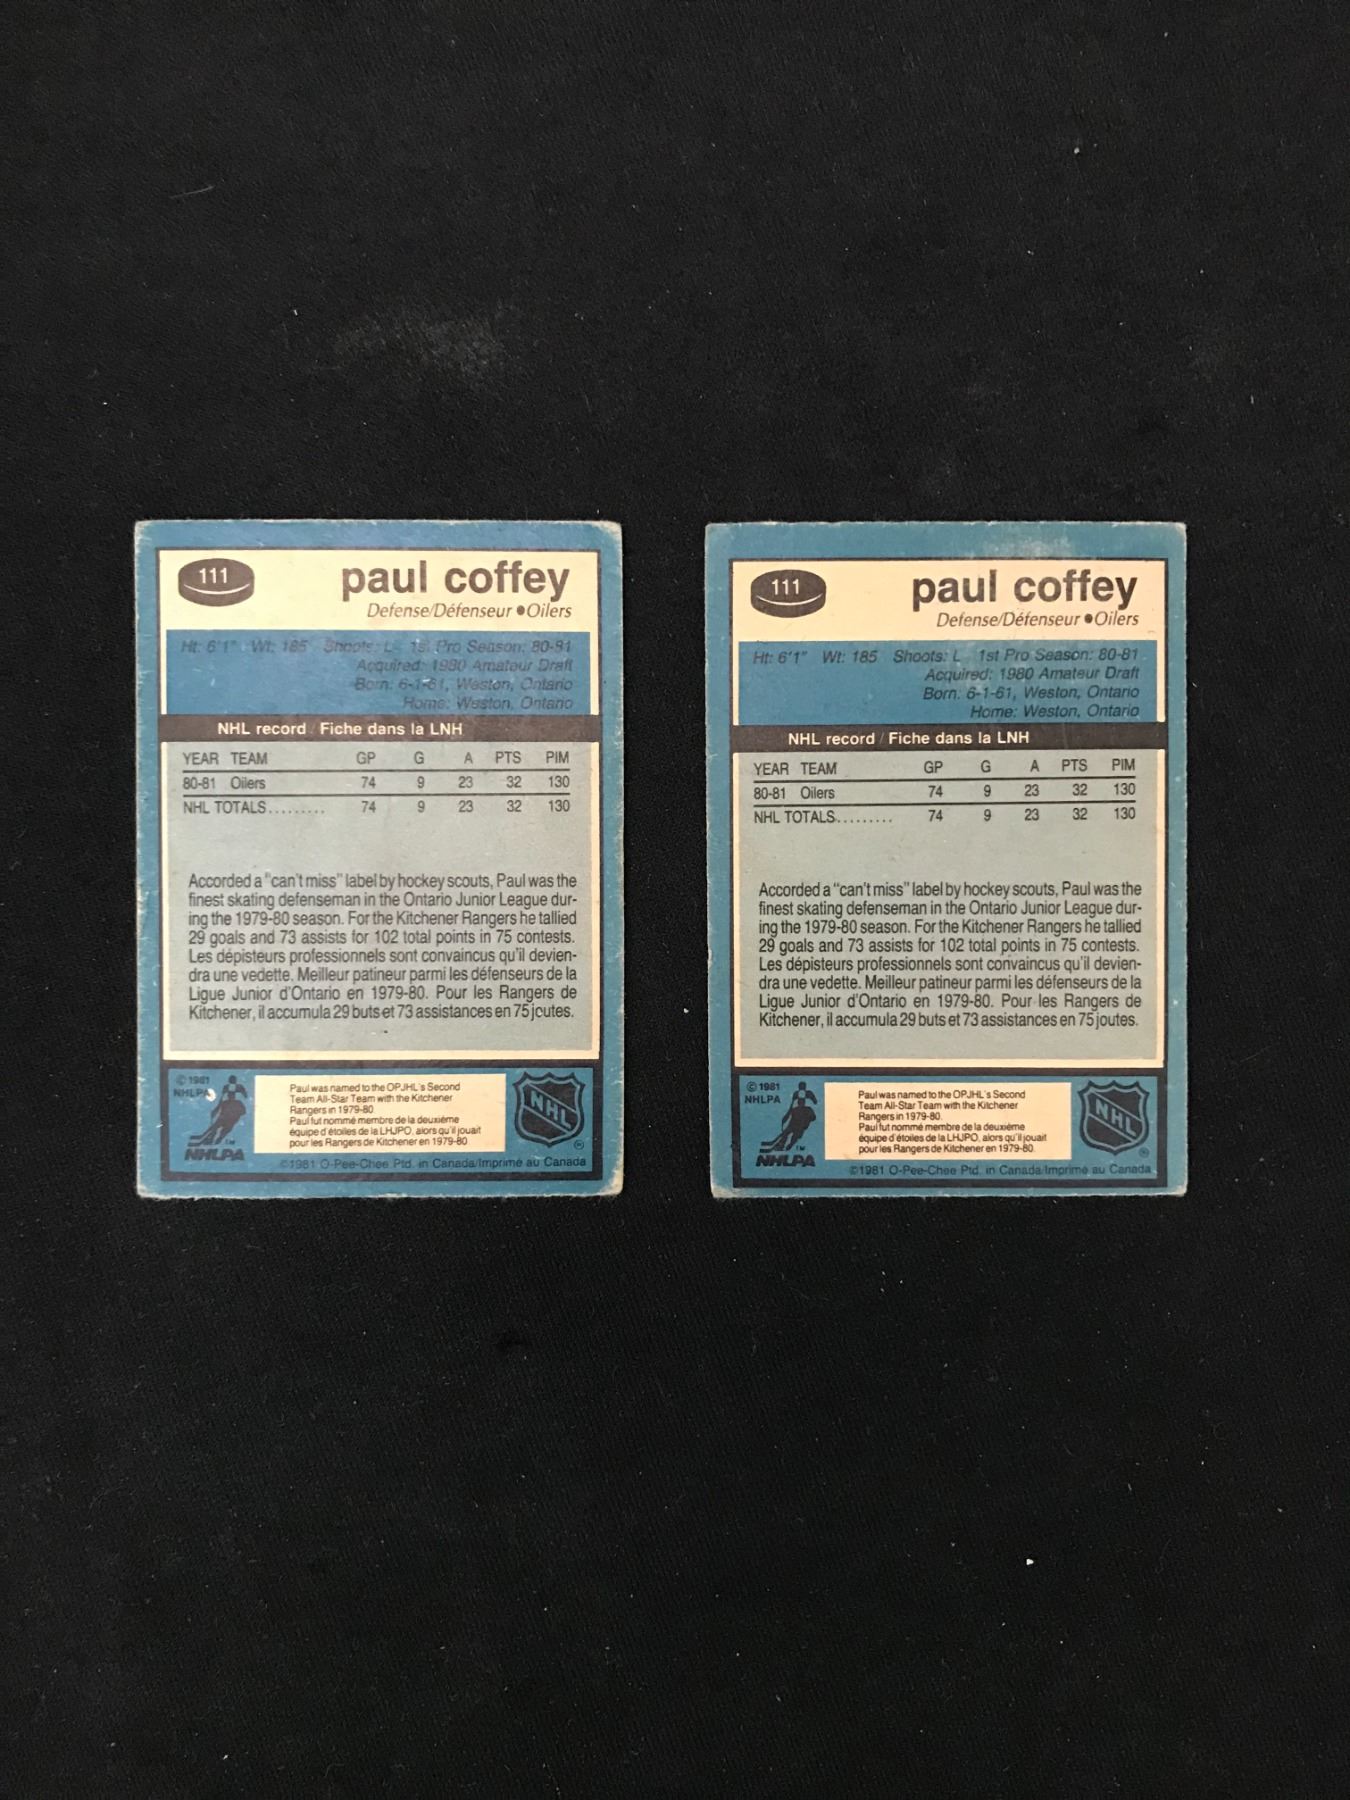 111
paul coffey
Defense/Défenseur ● Oilers
Ht: 6'1" Wt: 185 Shoots: L 1st Pro Season: 80-81
Acquired: 1980 Amateur Draft
Born: 6-1-61, Weston, Ontario
Home: Weston, Ontario
NHL record / Fiche dans la LNH
YEAR TEAM GP G A PTS PIM
80-81 Oilers 74 9 23 32 130
NHL TOTALS......... 74 9 23 32 130
Accorded a "can't miss" label by hockey scouts, Paul was the
finest skating defenseman in the Ontario Junior League dur-
ing the 1979-80 season. For the Kitchener Rangers he tallied
29 goals and 73 assists for 102 total points in 75 contests.
Les dépisteurs professionnels sont convaincus qu'il devien-
dra une vedette. Meilleur patineur parmi les défenseurs de la
Ligue Junior d'Ontario en 1979-80. Pour les Rangers de
Kitchener, il accumula 29 buts et 73 assistances en 75 joutes.
© 1981
NHLPA
Paul was named to the OPJHL's Second
Team All-Star Team with the Kitchener
Rangers in 1979-80.
Paul fut nommé membre de la deuxième
équipe d'étoiles de la LHJPO, alors qu'il jouait
pour les Rangers de Kitchener en 1979-80
TM
NHLPA
NHL
®
©1981 O-Pee-Chee Ptd. in Canada/Imprimé au Canada
111
paul coffey
Defense/Défenseur ● Oilers
Ht: 6'1" Wt: 185 Shoots: L 1st Pro Season: 80-81
Acquired: 1980 Amateur Draft
Born: 6-1-61, Weston, Ontario
Home: Weston, Ontario
NHL record / Fiche dans la LNH
YEAR TEAM GP G A PTS PIM
80-81 Oilers 74 9 23 32 130
NHL TOTALS......... 74 9 23 32 130
Accorded a "can't miss" label by hockey scouts, Paul was the
finest skating defenseman in the Ontario Junior League dur-
ing the 1979-80 season. For the Kitchener Rangers he tallied
29 goals and 73 assists for 102 total points in 75 contests.
Les dépisteurs professionnels sont convaincus qu'il devien-
dra une vedette. Meilleur patineur parmi les défenseurs de la
Ligue Junior d'Ontario en 1979-80. Pour les Rangers de
Kitchener, il accumula 29 buts et 73 assistances en 75 joutes.
© 1981
NHLPA
Paul was named to the OPJHL's Second
Team All-Star Team with the Kitchener
Rangers in 1979-80.
Paul fut nommé membre de la deuxième
équipe d'étoiles de la LHJPO, alors qu'il jouait
pour les Rangers de Kitchener en 1979-80.
TM
NHLPA
NHL
®
©1981 O-Pee-Chee Ptd. in Canada/Imprimé au Canada